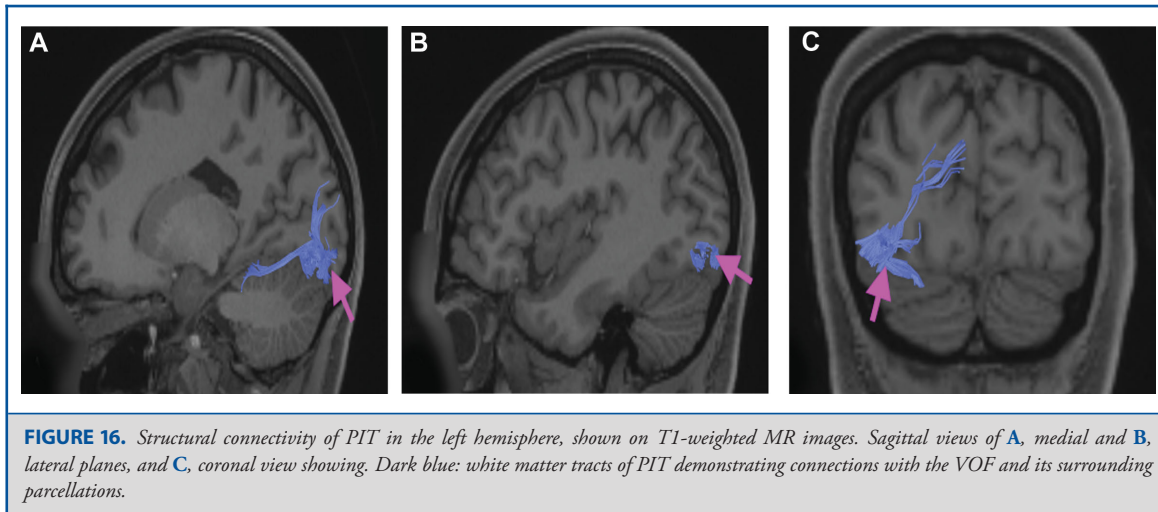 A
B
C
FIGURE 16. Structural connectivity of PIT in the left hemisphere, shown on T1-weighted MR images. Sagittal views of A, medial and B,
lateral planes, and C, coronal view showing. Dark blue: white matter tracts of PIT demonstrating connections with the VOF and its surrounding
parcellations.